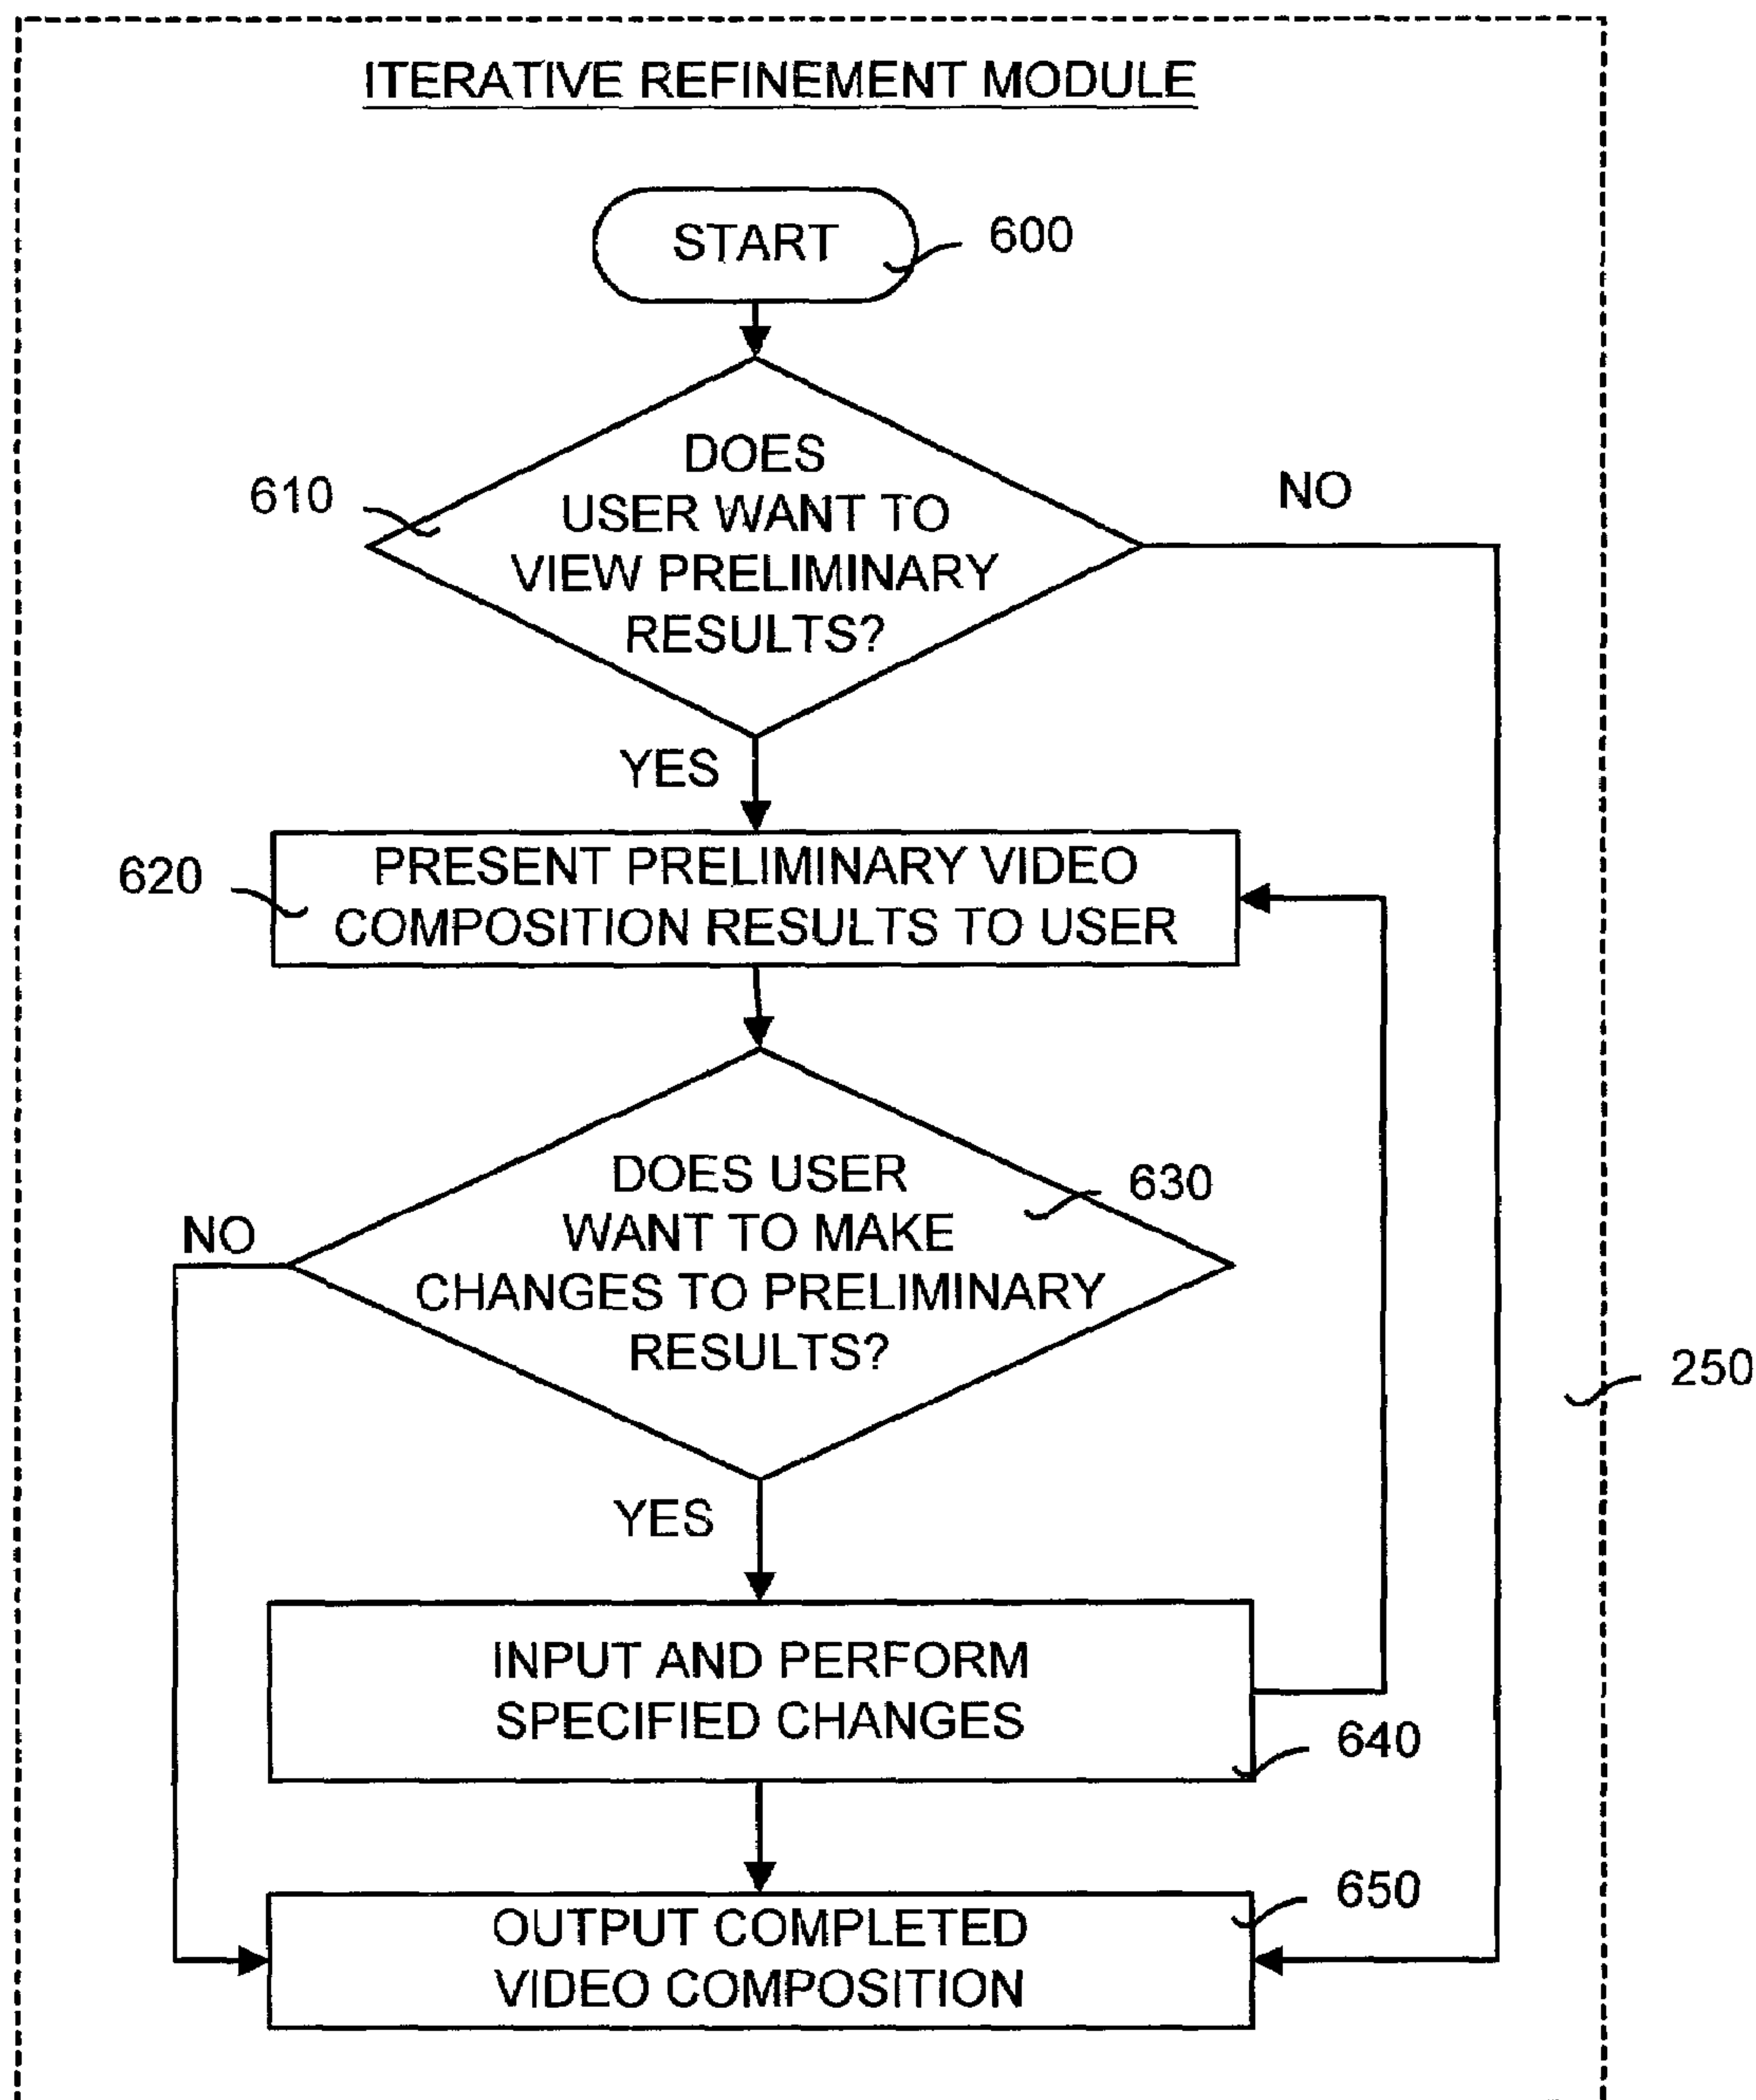 ITERATIVE REFINEMENT MODULE
START
600
DOES
USER WANT TO
VIEW PRELIMINARY
RESULTS?
610
NO
YES
PRESENT PRELIMINARY VIDEO
COMPOSITION RESULTS TO USER
620
DOES USER
WANT TO MAKE
CHANGES TO PRELIMINARY
RESULTS?
630
NO
250
YES
INPUT AND PERFORM
SPECIFIED CHANGES
640
OUTPUT COMPLETED
VIDEO COMPOSITION
650